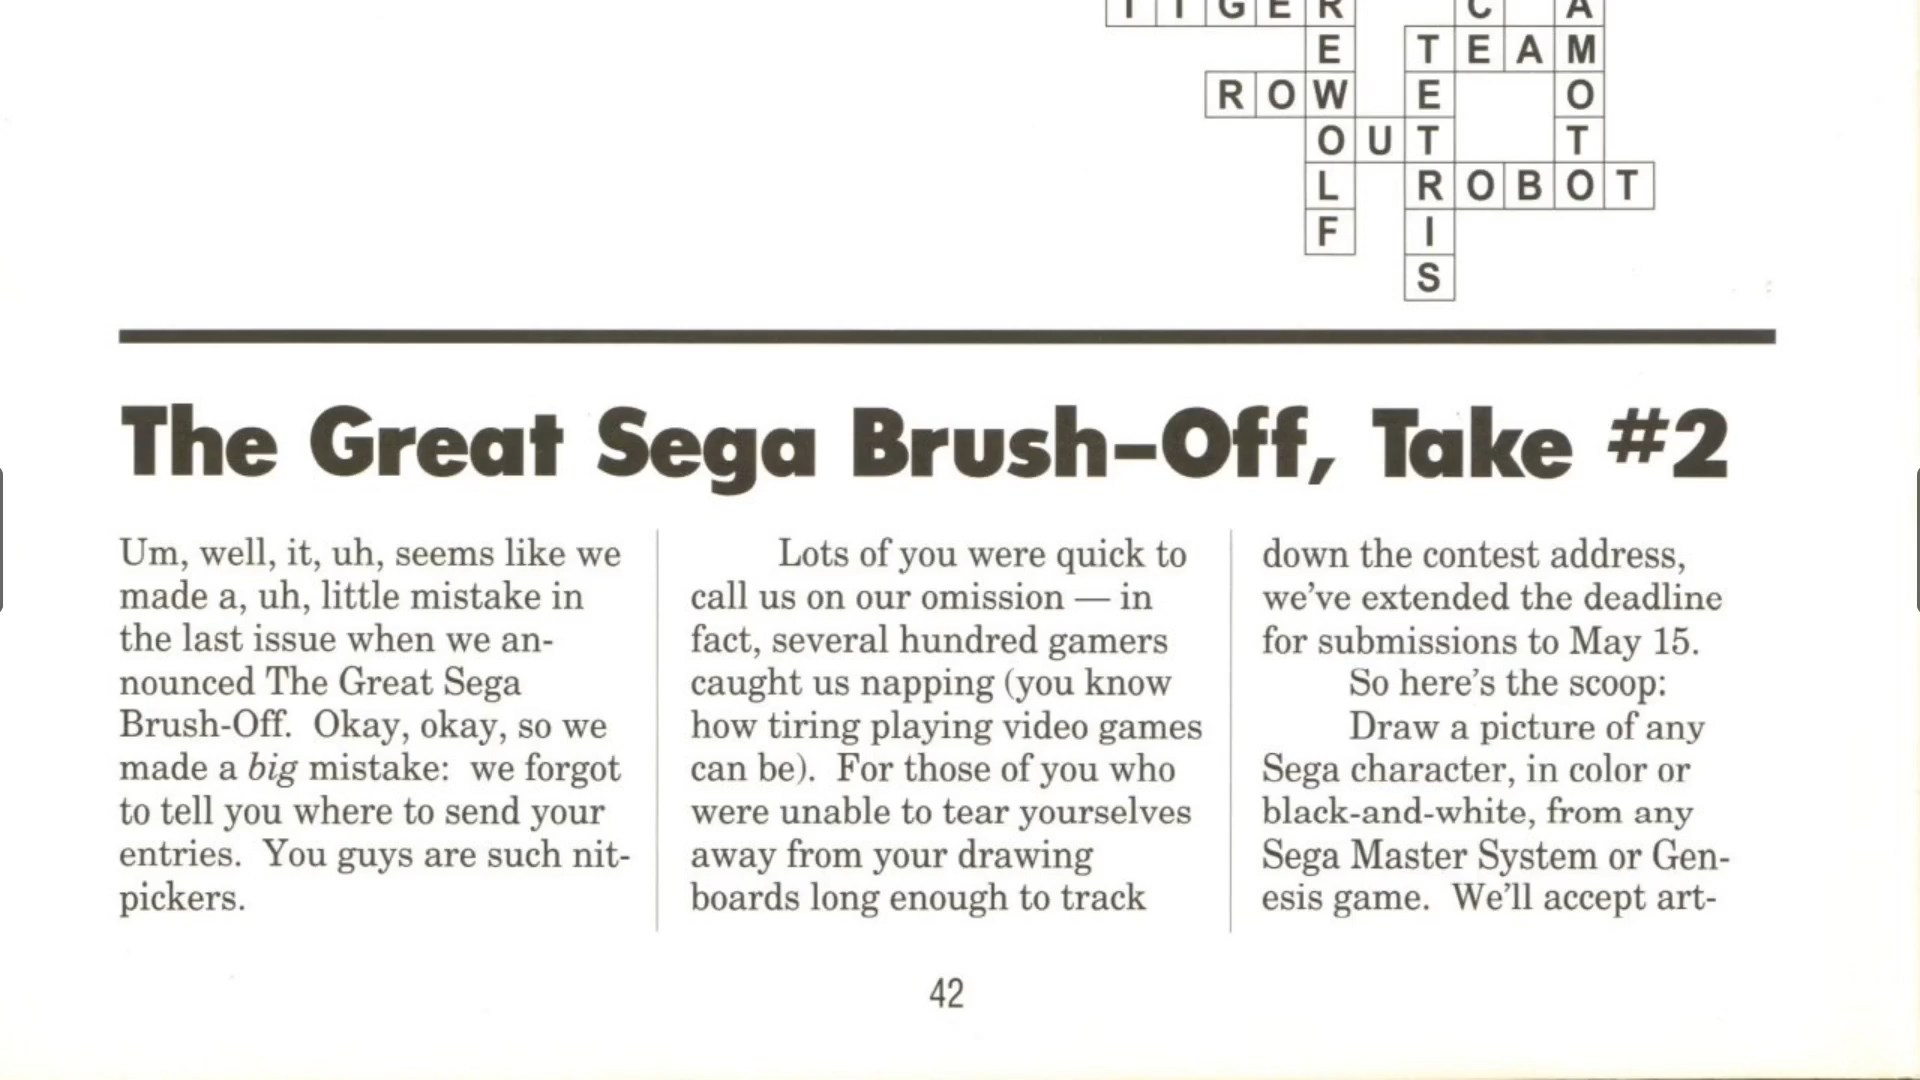 TIGER C A
E TEAM
ROW E O
OUT T
L ROBOT
F I
S
The Great Sega Brush-Off, Take #2
Um, well, it, uh, seems like we
made a, uh, little mistake in
the last issue when we an-
nounced The Great Sega
Brush-Off. Okay, okay, so we
made a big mistake: we forgot
to tell you where to send your
entries. You guys are such nit-
pickers.
Lots of you were quick to
call us on our omission — in
fact, several hundred gamers
caught us napping (you know
how tiring playing video games
can be). For those of you who
were unable to tear yourselves
away from your drawing
boards long enough to track
down the contest address,
we've extended the deadline
for submissions to May 15.
So here's the scoop:
Draw a picture of any
Sega character, in color or
black-and-white, from any
Sega Master System or Gen-
esis game. We'll accept art-
42